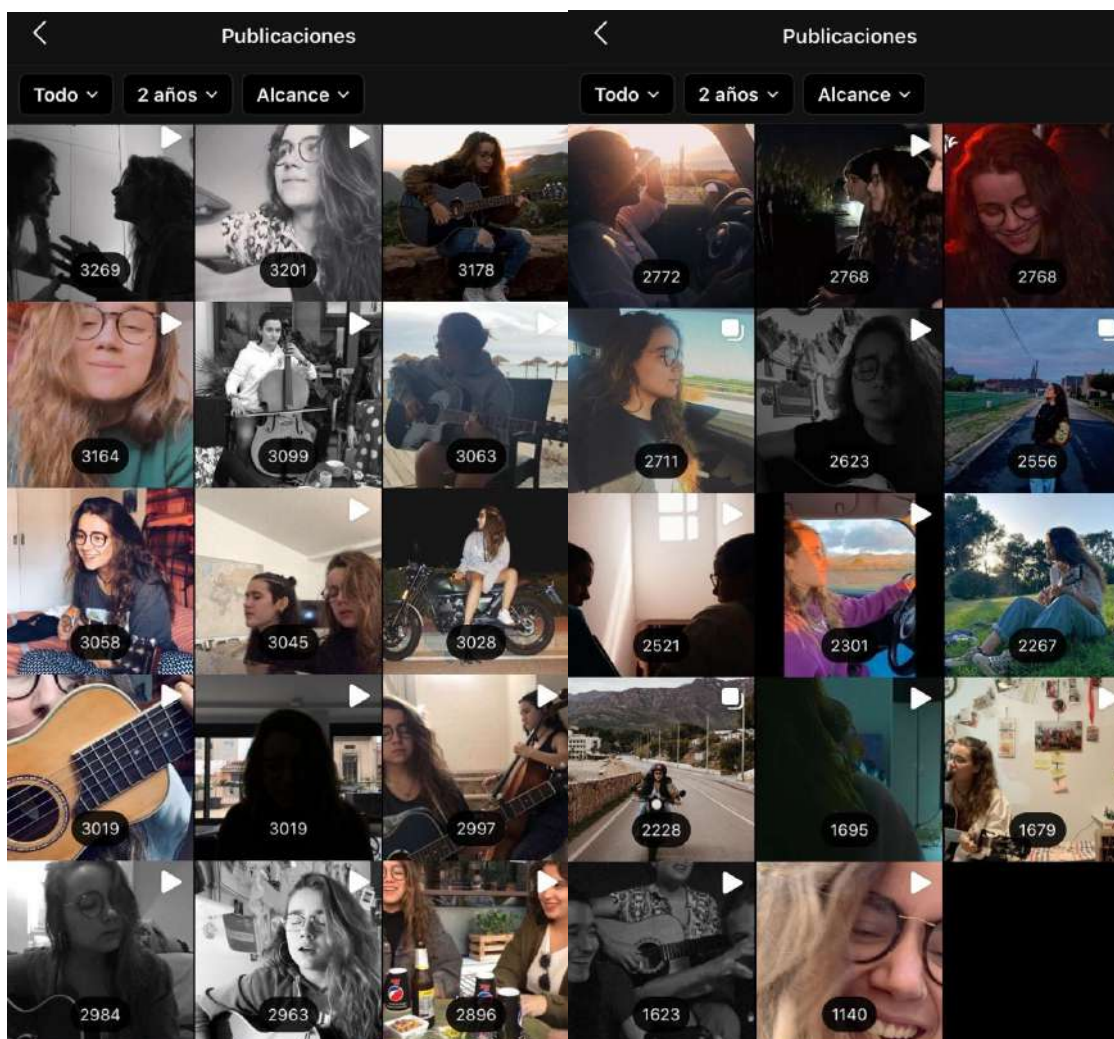 Publicaciones
Todo 2 años Alcance
3269 3201 3178
3164 3099 3063
3058 3045 3028
3019 3019 2997
2984 2963 2896
Publicaciones
Todo 2 años Alcance
2772 2768 2768
2711 2623 2556
2521 2301 2267
2228 1695 1679
1623 1140